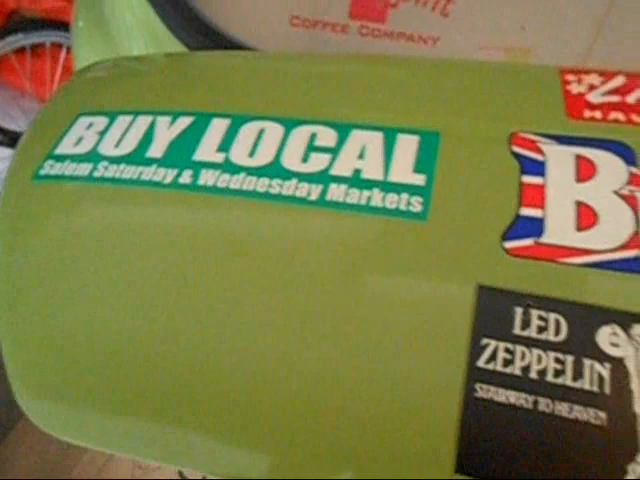 COFFEE COMPANY
BUY LOCAL
Salem Saturday & Wednesday Markets
B
LED
ZEPPELIN
STAIRWAY TO HEAVEN